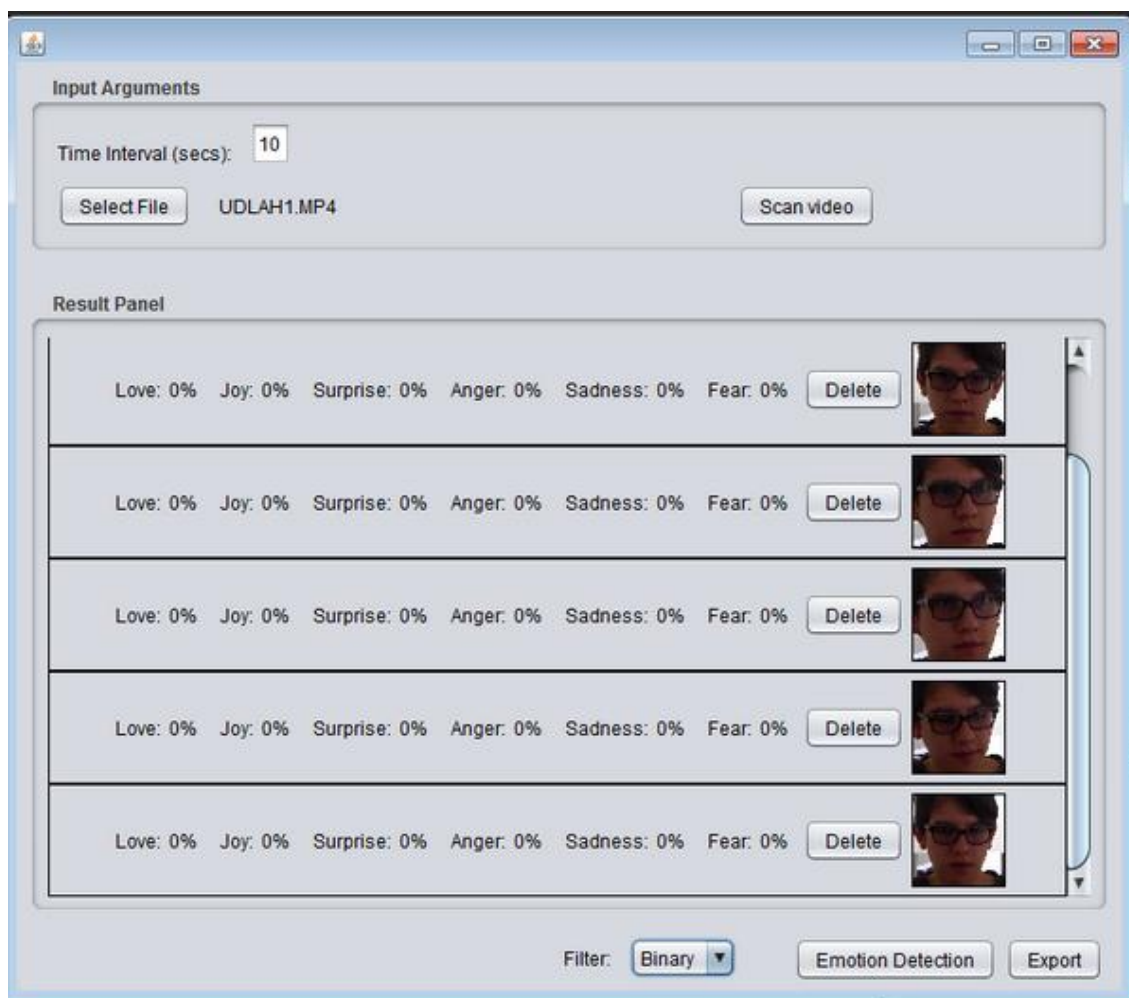 Input Arguments
Time Interval (secs): 10
Select File UDLAH1.MP4 Scan video
Result Panel
Love: 0% Joy: 0% Surprise: 0% Anger: 0% Sadness: 0% Fear: 0% Delete
Love: 0% Joy: 0% Surprise: 0% Anger: 0% Sadness: 0% Fear: 0% Delete
Love: 0% Joy: 0% Surprise: 0% Anger: 0% Sadness: 0% Fear: 0% Delete
Love: 0% Joy: 0% Surprise: 0% Anger: 0% Sadness: 0% Fear: 0% Delete
Love: 0% Joy: 0% Surprise: 0% Anger: 0% Sadness: 0% Fear: 0% Delete
Filter: Binary Emotion Detection Export